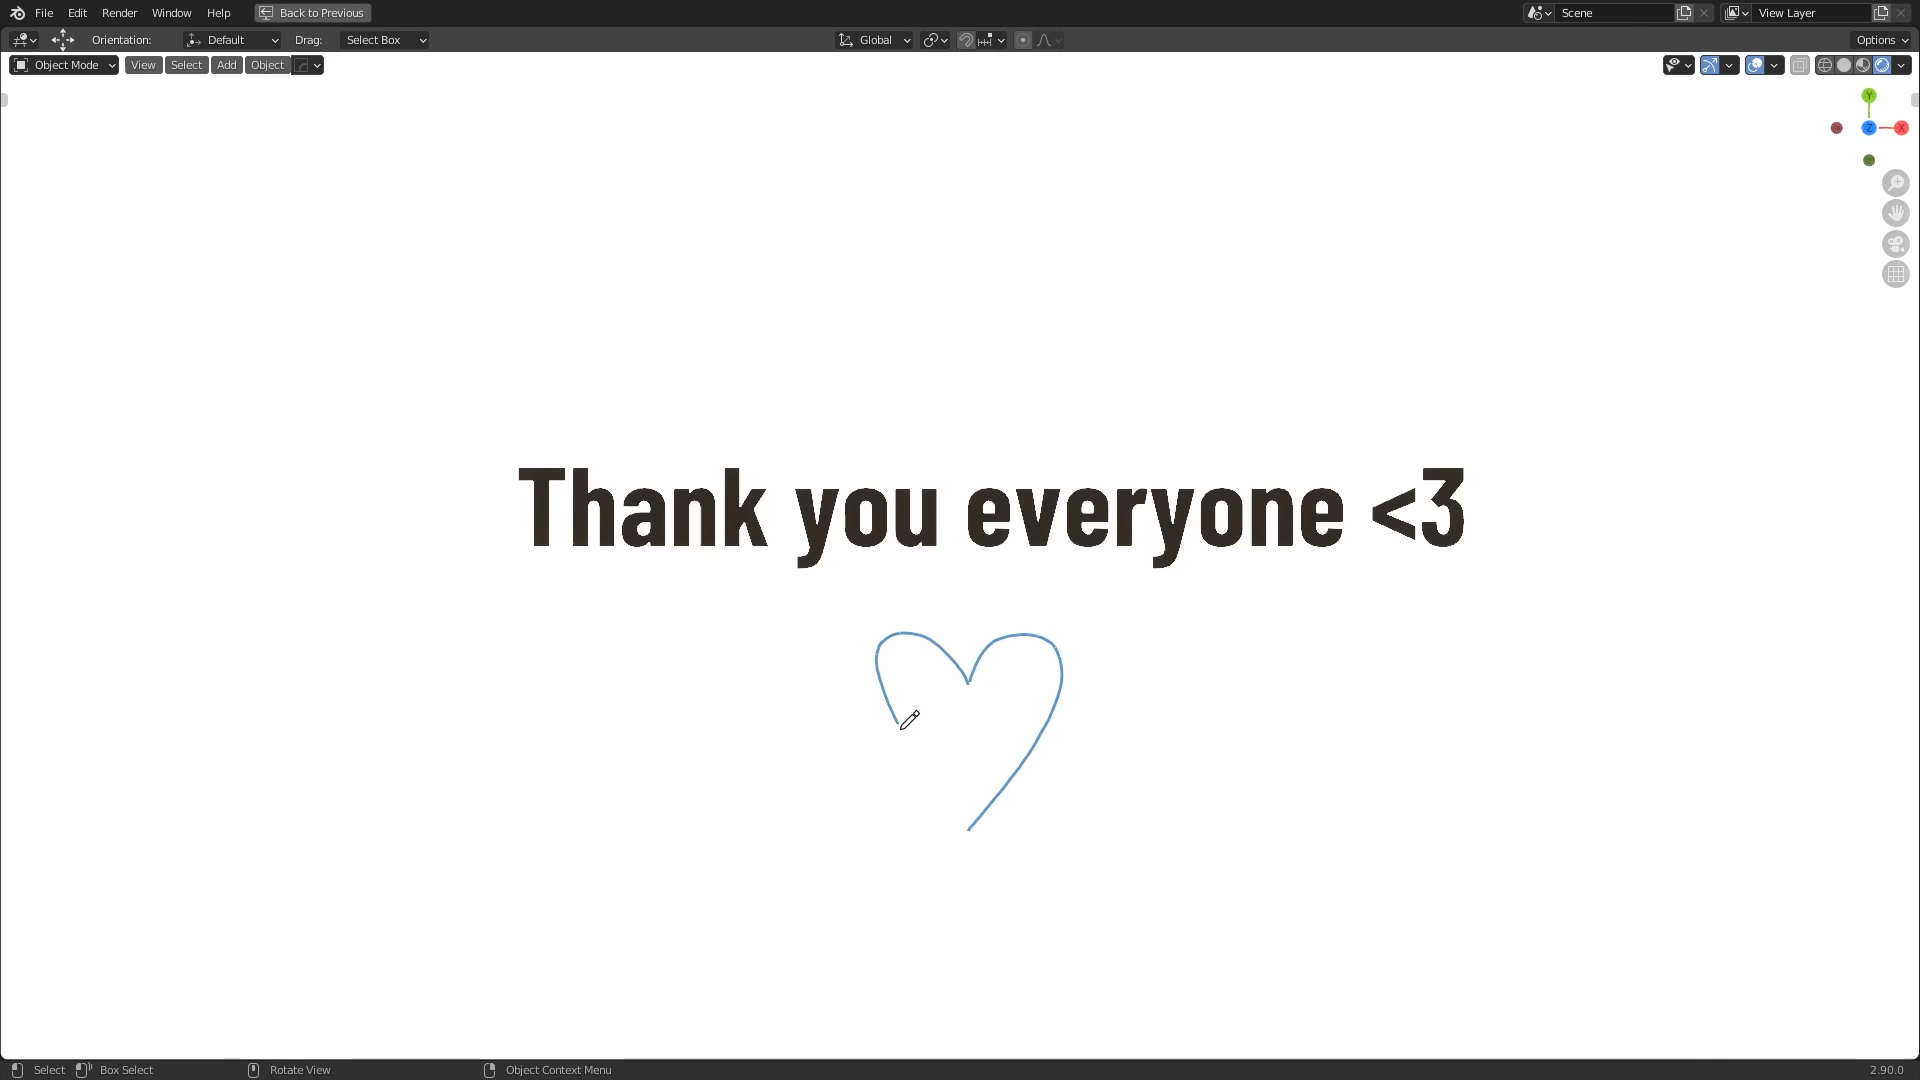 File Edit Render Window Help Back to Previous Scene View Layer
Orientation: Default Drag: Select Box Global Options
Object Mode View Select Add Object
Y
Z X
Thank you everyone <3
Select Box Select Rotate View Object Context Menu 2.90.0